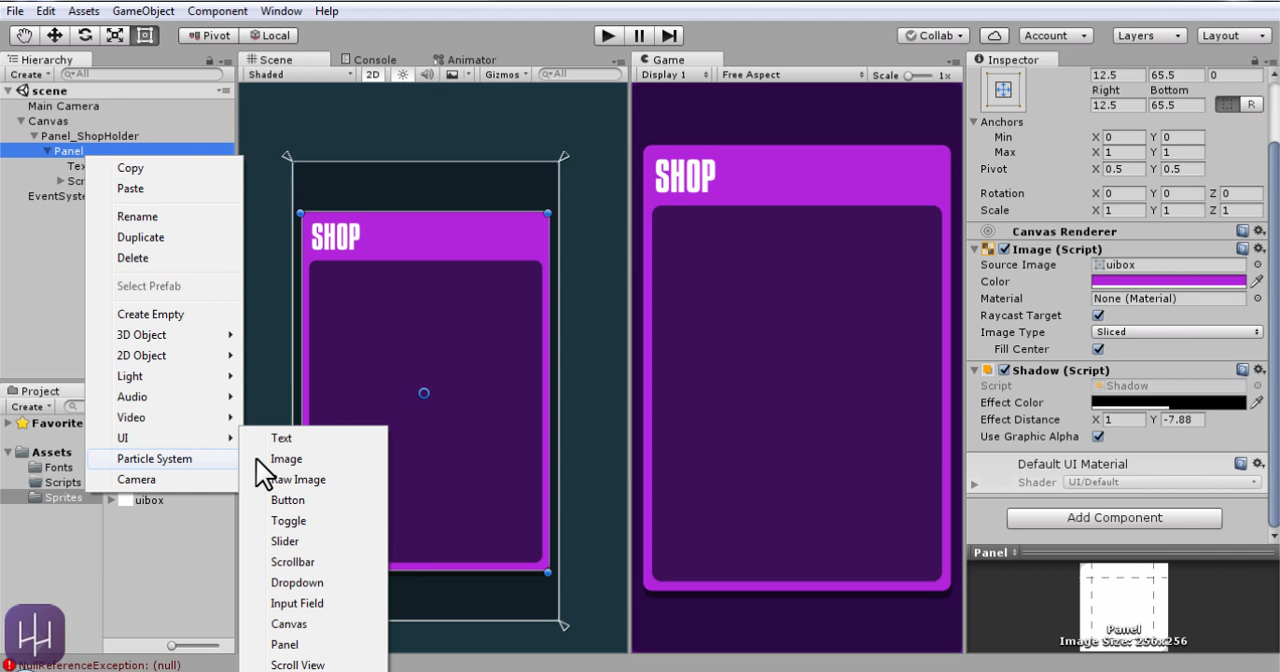 File Edit Assets GameObject Component Window Help
Pivot Local Collab Account Layers Layout
Hierarchy
Create All
scene
Main Camera
Canvas
Panel_ShopHolder
Panel
Tex
Scr
EventSyste
Copy
Paste
Rename
Duplicate
Delete
Select Prefab
Create Empty
3D Object
2D Object
Light
Audio
Video
UI
Particle System
Camera
Text
Image
Raw Image
Button
Toggle
Slider
Scrollbar
Dropdown
Input Field
Canvas
Panel
Scroll View
Project
Create
Favorite
Assets
Fonts
Scripts
Sprites
uibox
NullReferenceException: (null)
Scene Console Animator
Shaded 2D Gizmos All
SHOP
Game
Display 1 Free Aspect Scale 1x
SHOP
Inspector
12.5 65.5 0
Right Bottom
12.5 65.5 R
Anchors
Min X 0 Y 0
Max X 1 Y 1
Pivot X 0.5 Y 0.5
Rotation X 0 Y 0 Z 0
Scale X 1 Y 1 Z 1
Canvas Renderer
Image (Script)
Source Image uibox
Color
Material None (Material)
Raycast Target
Image Type Sliced
Fill Center
Shadow (Script)
Script Shadow
Effect Color
Effect Distance X 1 Y -7.88
Use Graphic Alpha
Default UI Material
Shader UI/Default
Add Component
Panel
Panel
Image Size: 256x256